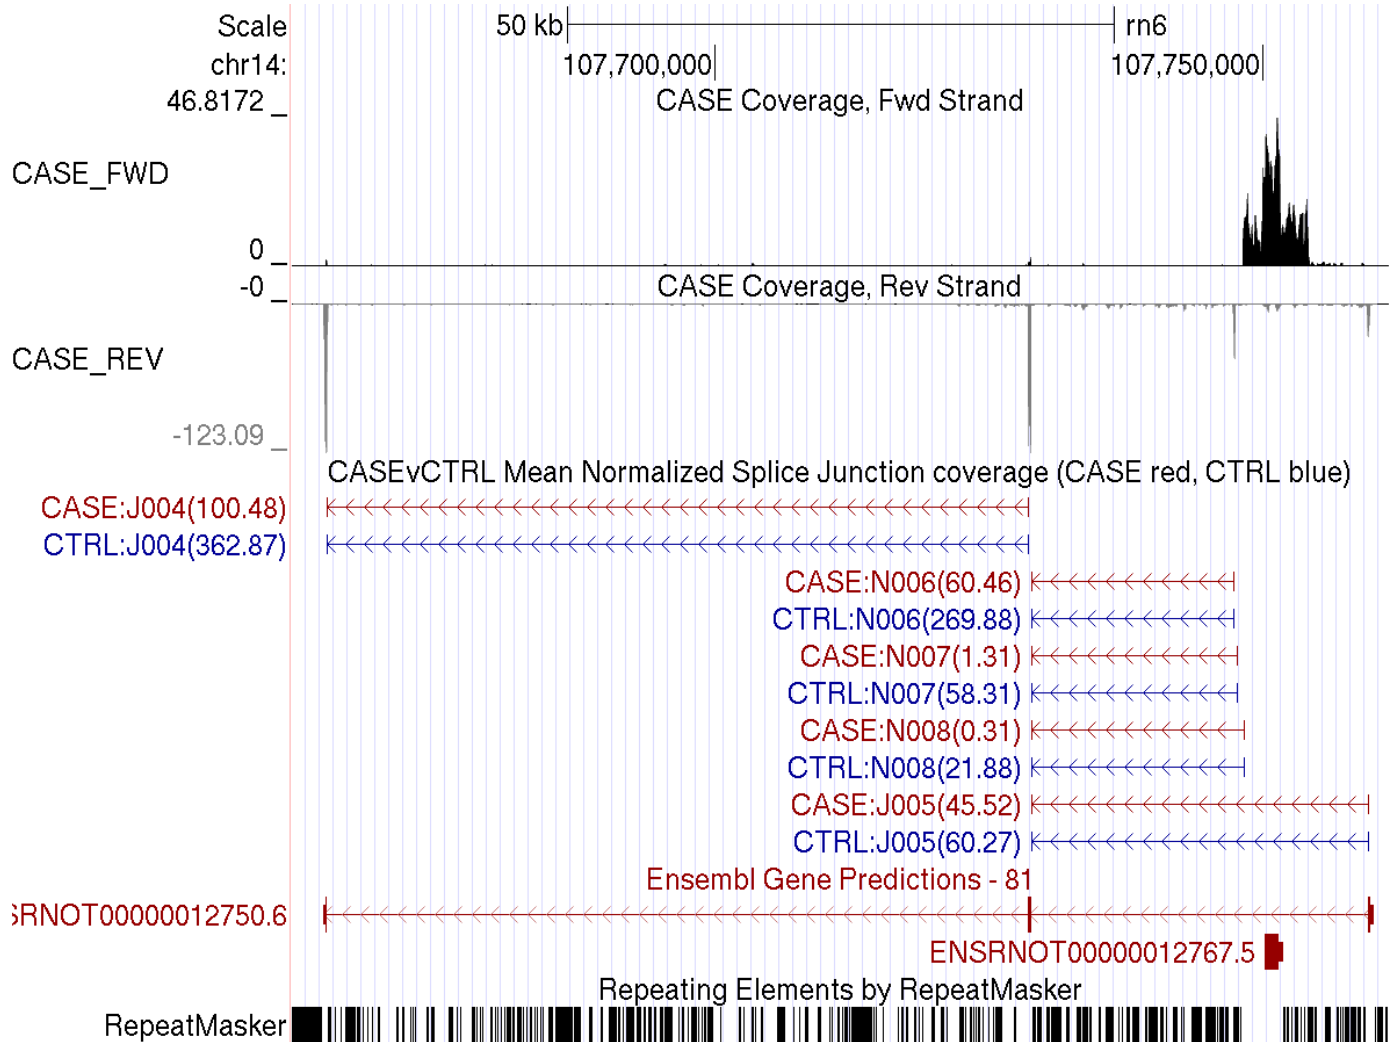 Scale 50 kb rn6
chr14: 107,700,000 107,750,000
46.8172 _ CASE Coverage, Fwd Strand
CASE_FWD
0 _
-0 _ CASE Coverage, Rev Strand
CASE_REV
-123.09 _
CASEvCTRL Mean Normalized Splice Junction coverage (CASE red, CTRL blue)
CASE:J004(100.48)
CTRL:J004(362.87)
CASE:N006(60.46)
CTRL:N006(269.88)
CASE:N007(1.31)
CTRL:N007(58.31)
CASE:N008(0.31)
CTRL:N008(21.88)
CASE:J005(45.52)
CTRL:J005(60.27)
Ensembl Gene Predictions - 81
SRNOT00000012750.6
ENSRNOT00000012767.5
Repeating Elements by RepeatMasker
RepeatMasker